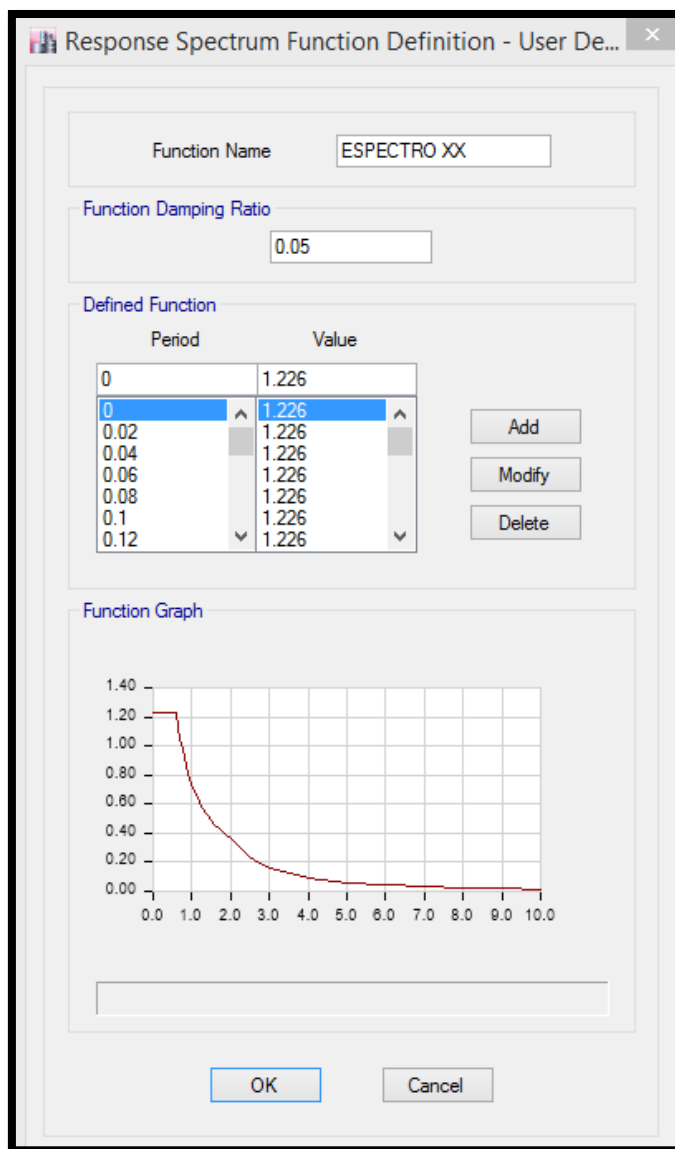 Response Spectrum Function Definition - User De...
Function Name ESPECTRO XX
Function Damping Ratio
0.05
Defined Function
Period Value
0 1.226
0 1.226
0.02 1.226
0.04 1.226
0.06 1.226
0.08 1.226
0.1 1.226
0.12 1.226
Add
Modify
Delete
Function Graph
1.40
1.20
1.00
0.80
0.60
0.40
0.20
0.00
0.0 1.0 2.0 3.0 4.0 5.0 6.0 7.0 8.0 9.0 10.0
OK Cancel